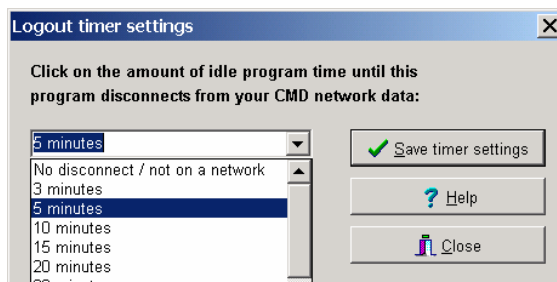 Logout timer settings
Click on the amount of idle program time until this
program disconnects from your CMD network data:
5 minutes
Save timer settings
No disconnect / not on a network
3 minutes
5 minutes
Help
10 minutes
15 minutes
Close
20 minutes